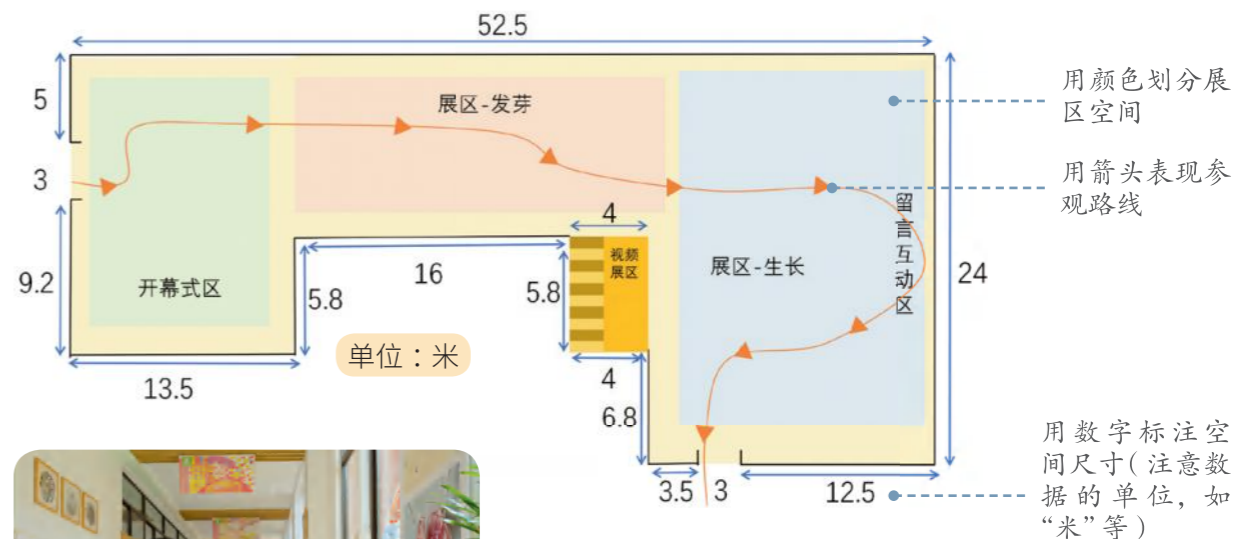 52.5
5
展区-发芽
用颜色划分展
区空间
3
用箭头表现参
观路线
4
留言互动区
9.2
开幕式区
16
5.8
5.8
视频
展区
展区-生长
24
单位：米
13.5
4
6.8
3.5
3
12.5
用数字标注空
间尺寸（注意数
据的单位，如
“米”等）